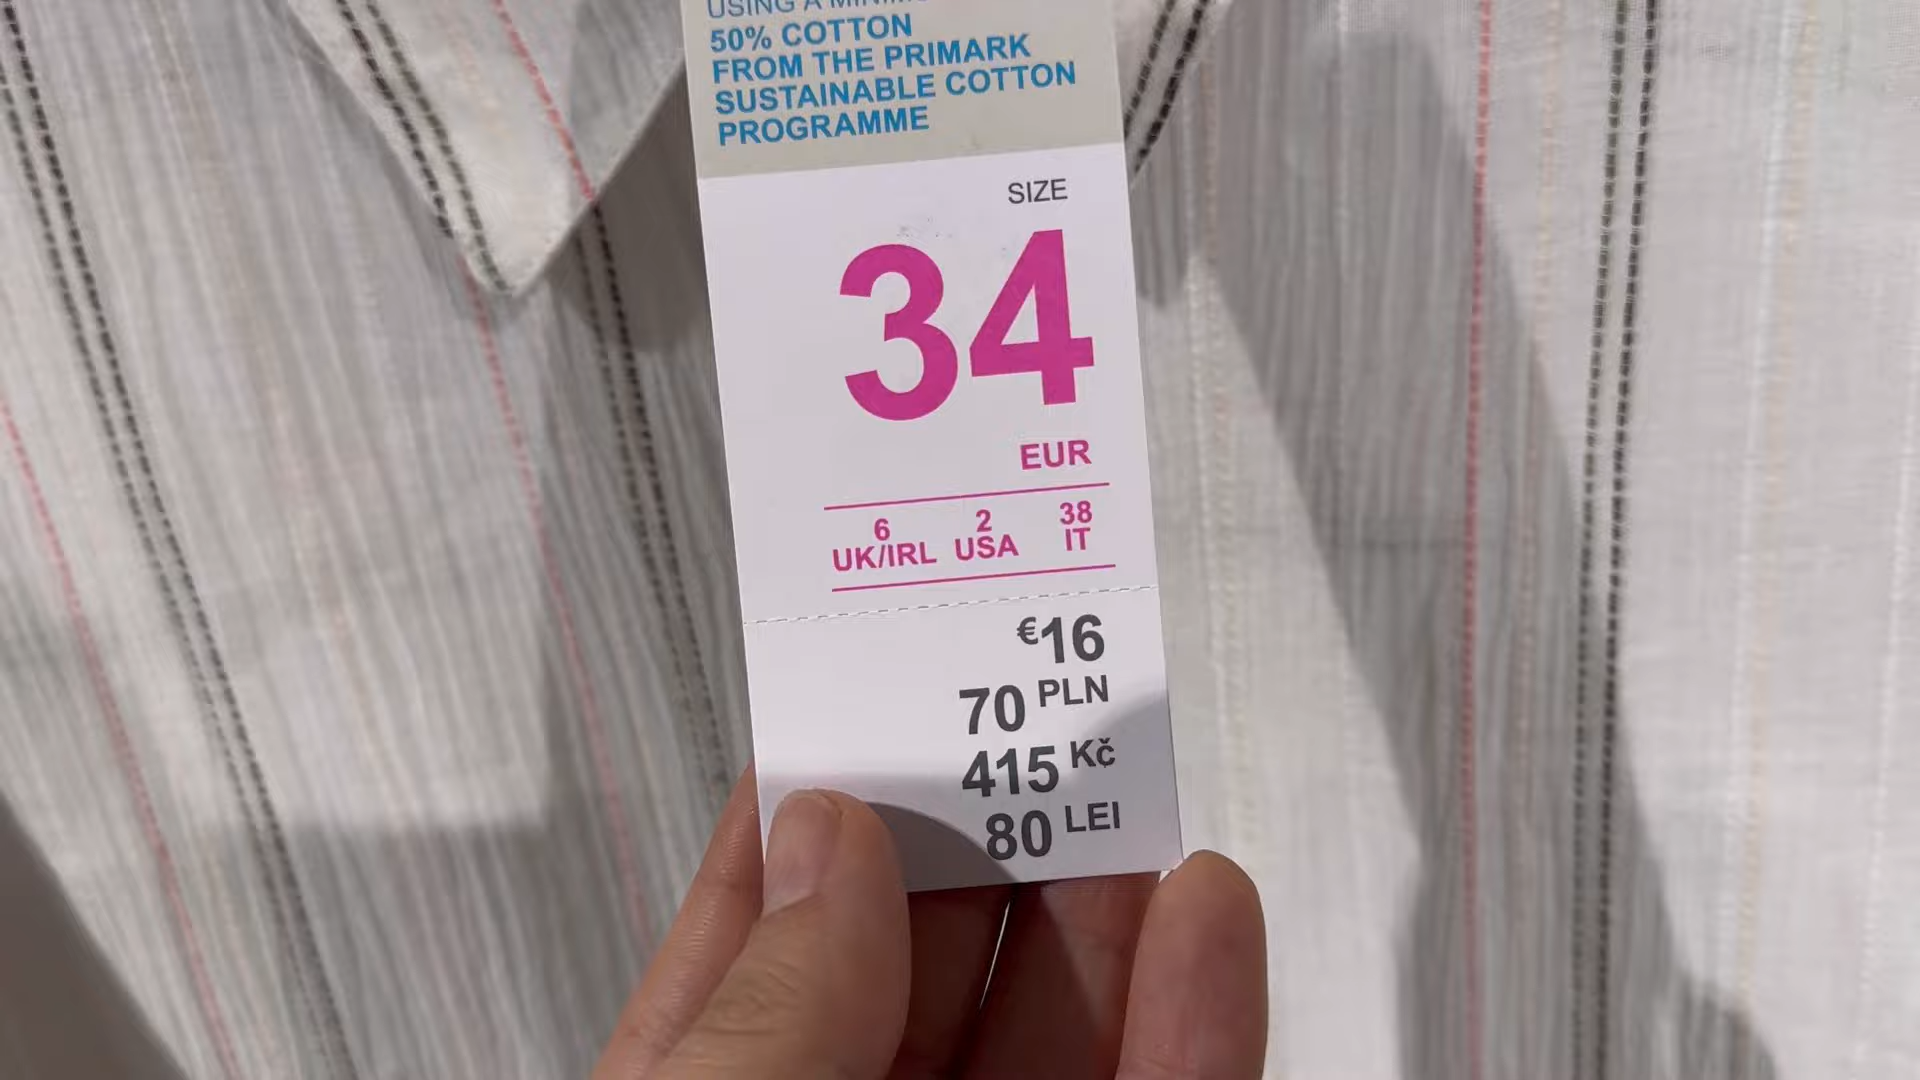 USING A
50% COTTON
FROM THE PRIMARK
SUSTAINABLE COTTON
PROGRAMME
SIZE
34
EUR
6 2 38
UK/IRL USA IT
€16
70 PLN
415 Kč
80 LEI